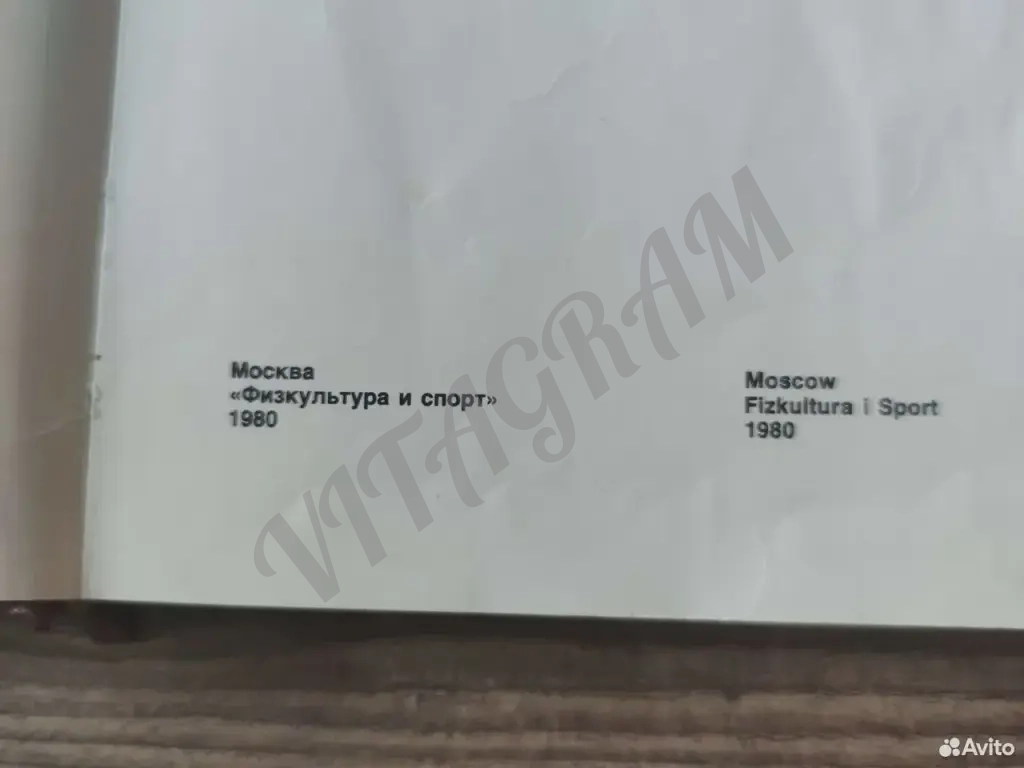 Москва
«Физкультура и спорт»
1980
Moscow
Fizkultura i Sport
1980
VITAGRAM
Avito